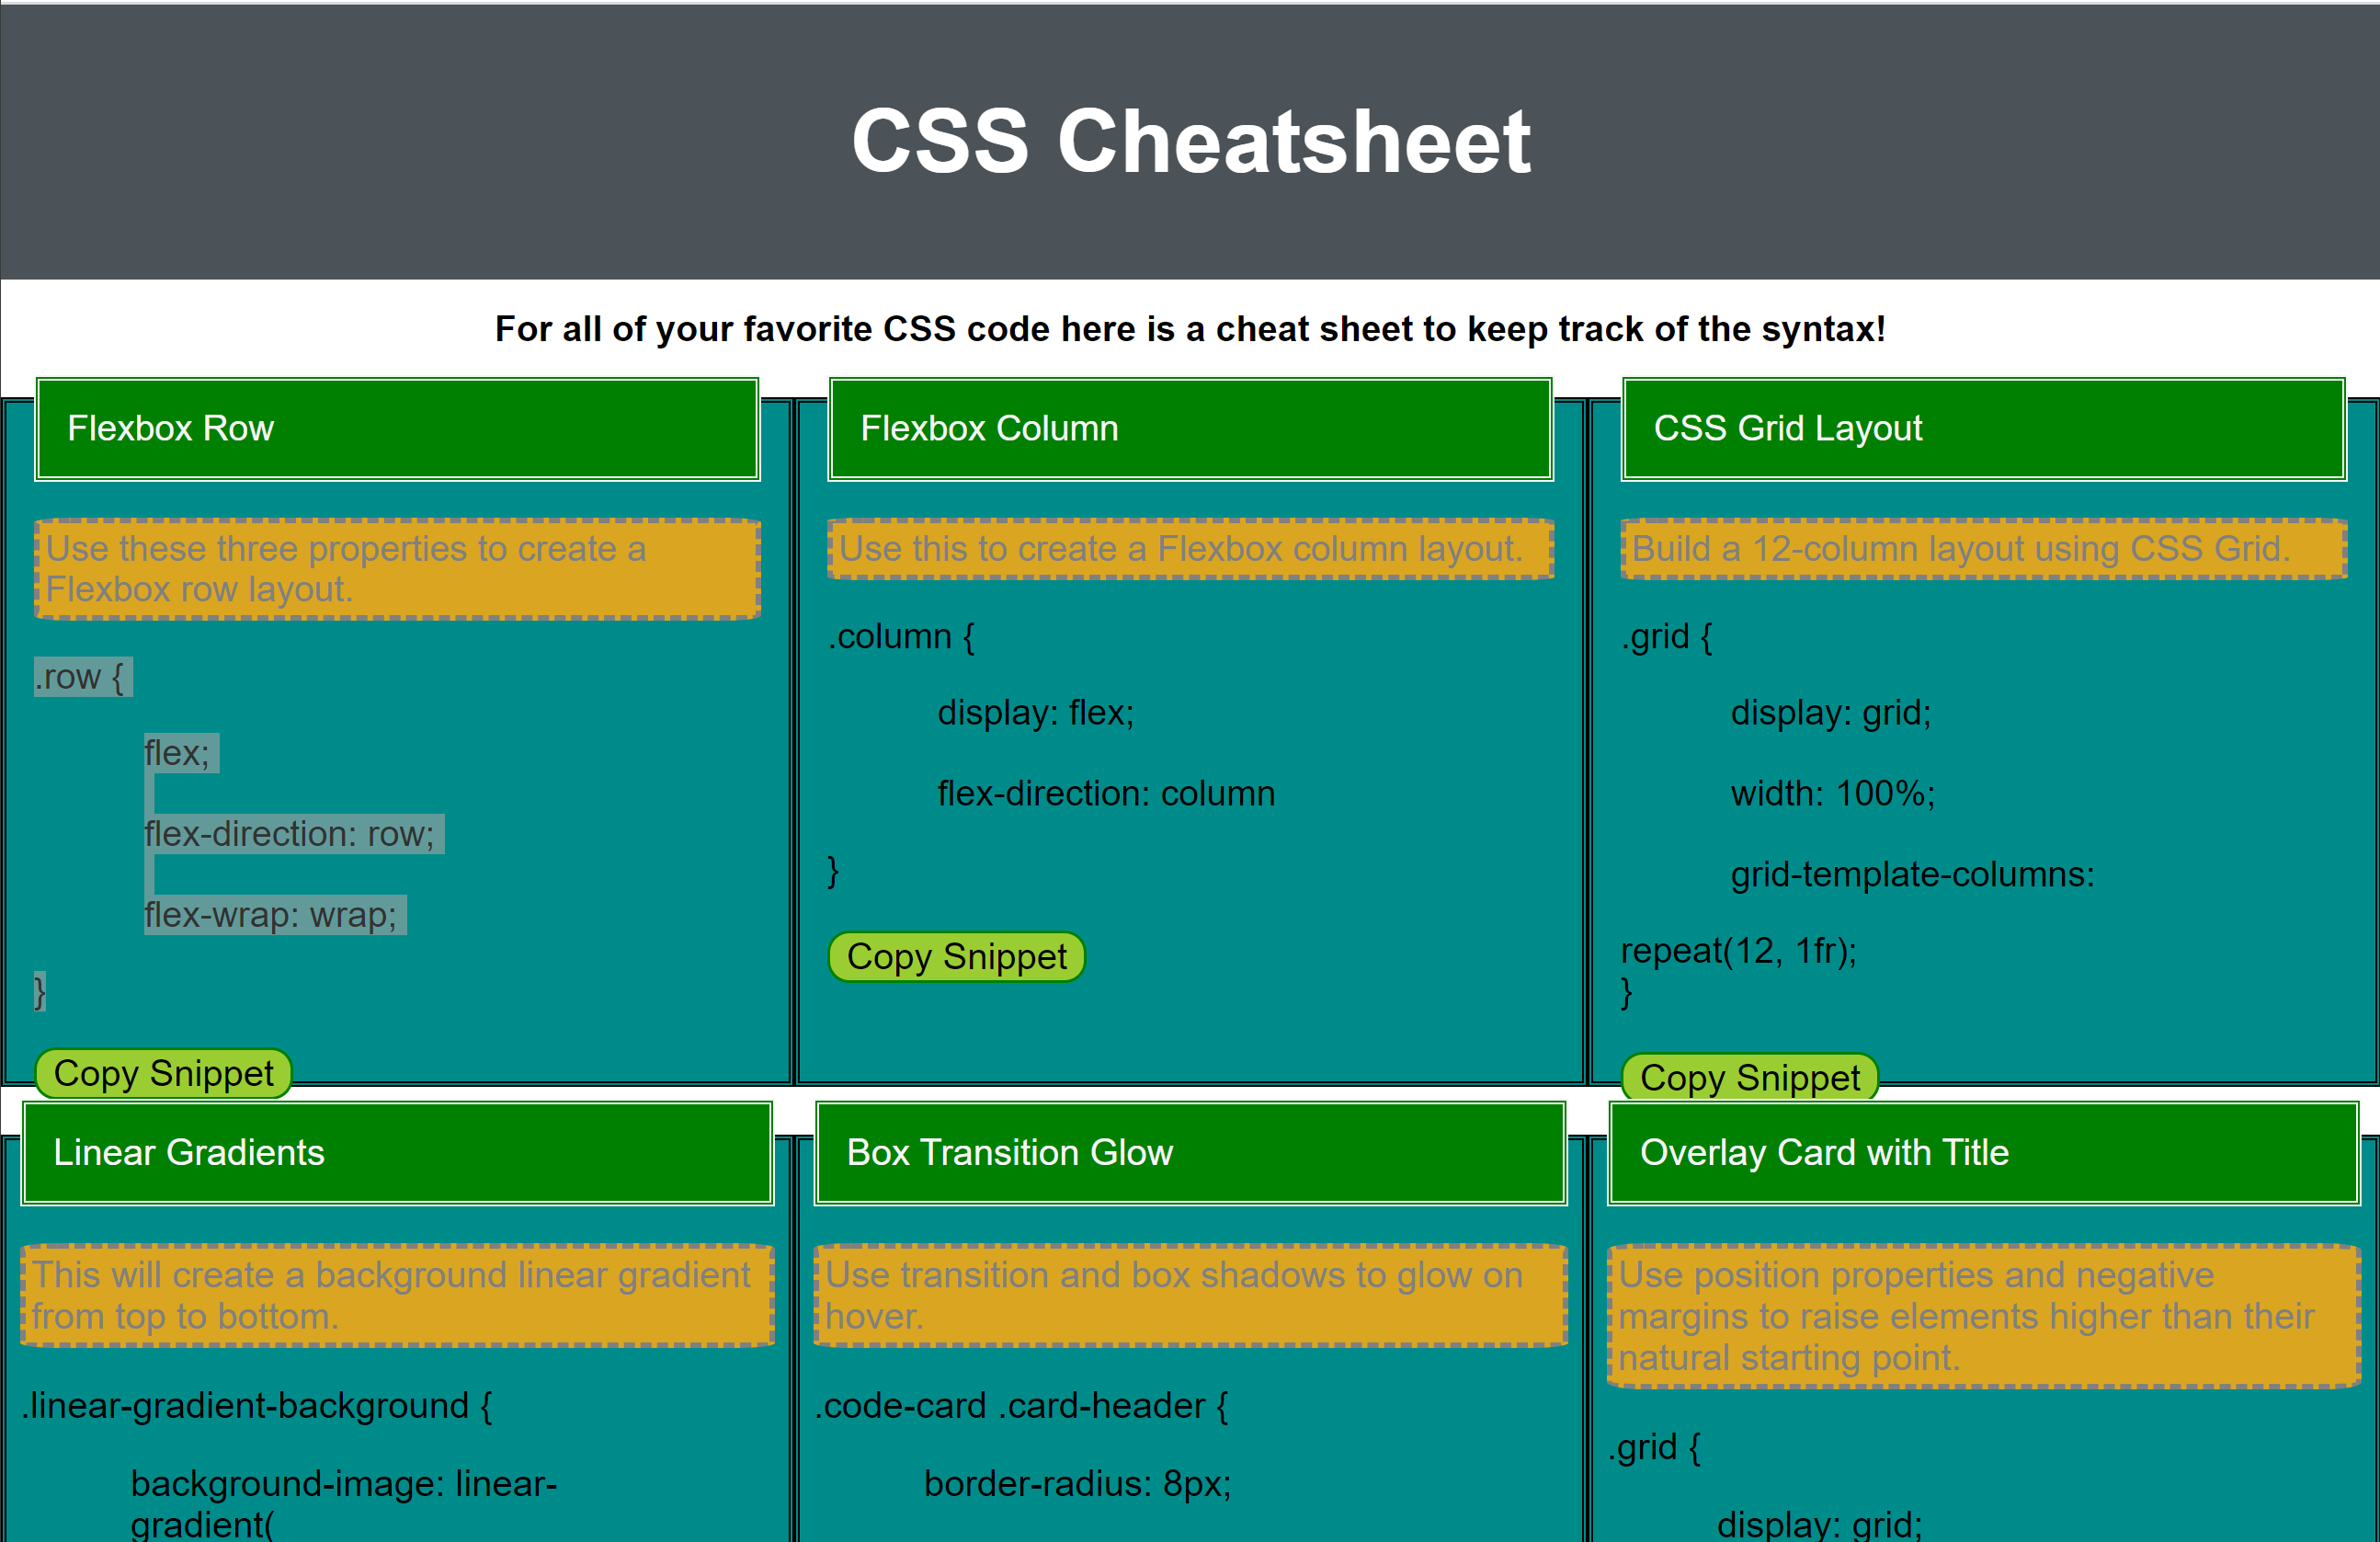 CSS Cheatsheet
For all of your favorite CSS code here is a cheat sheet to keep track of the syntax!
Flexbox Row
Use these three properties to create a
Flexbox row layout.
.row {
flex;
flex-direction: row;
flex-wrap: wrap;
}
Copy Snippet
Flexbox Column
Use this to create a Flexbox column layout.
.column {
display: flex;
flex-direction: column
}
Copy Snippet
CSS Grid Layout
Build a 12-column layout using CSS Grid.
.grid {
display: grid;
width: 100%;
grid-template-columns:
repeat(12, 1fr);
}
Copy Snippet
Linear Gradients
This will create a background linear gradient
from top to bottom.
.linear-gradient-background {
background-image: linear-
gradient(
Box Transition Glow
Use transition and box shadows to glow on
hover.
.code-card .card-header {
border-radius: 8px;
Overlay Card with Title
Use position properties and negative
margins to raise elements higher than their
natural starting point.
.grid {
display: grid;